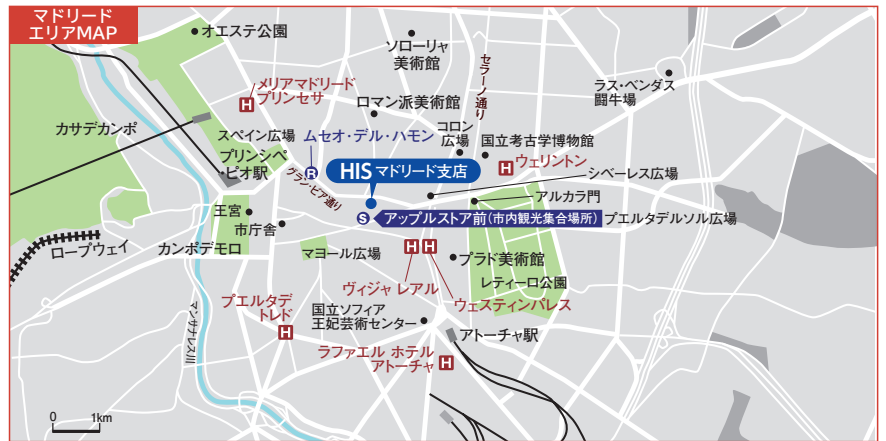 マドリード
エリアMAP
オエステ公園
ソローリャ
美術館
セラーノ通り
ラス・ベンダス
闘牛場
メリアマドリード
プリンセサ
ロマン派美術館
カサデカンポ
スペイン広場
ムセオ・デル・ハモン
コロン
広場
国立考古学博物館
プリンシペ
・ピオ駅
R
HIS マドリード支店
H ウェリントン
シベーレス広場
グラン・ビア通り
アルカラ門
王宮
市庁舎
S
アップルストア前(市内観光集合場所)
プエルタデルソル広場
ロープウェイ
カンポデモロ
マヨール広場
H
H
プラド美術館
レティーロ公園
ヴィジャ レアル
ウェスティンパレス
プエルタデ
トレド
H
マンサナレス川
国立ソフィア
王妃芸術センター
アトーチャ駅
ラファエル ホテル
アトーチャ
H
H
0 1km